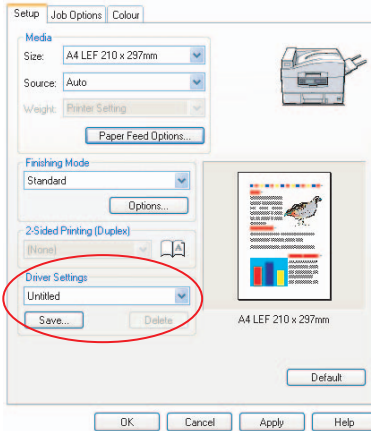 Setup Job Options Colour
Media
Size: A4 LEF 210 x 297mm
Source: Auto
Weight: Printer Setting
Paper Feed Options...
Finishing Mode
Standard
Options...
2-Sided Printing (Duplex)
(None)
A
Driver Settings
Untitled
Save... Delete
A4 LEF 210 x 297mm
Default
OK Cancel Apply Help